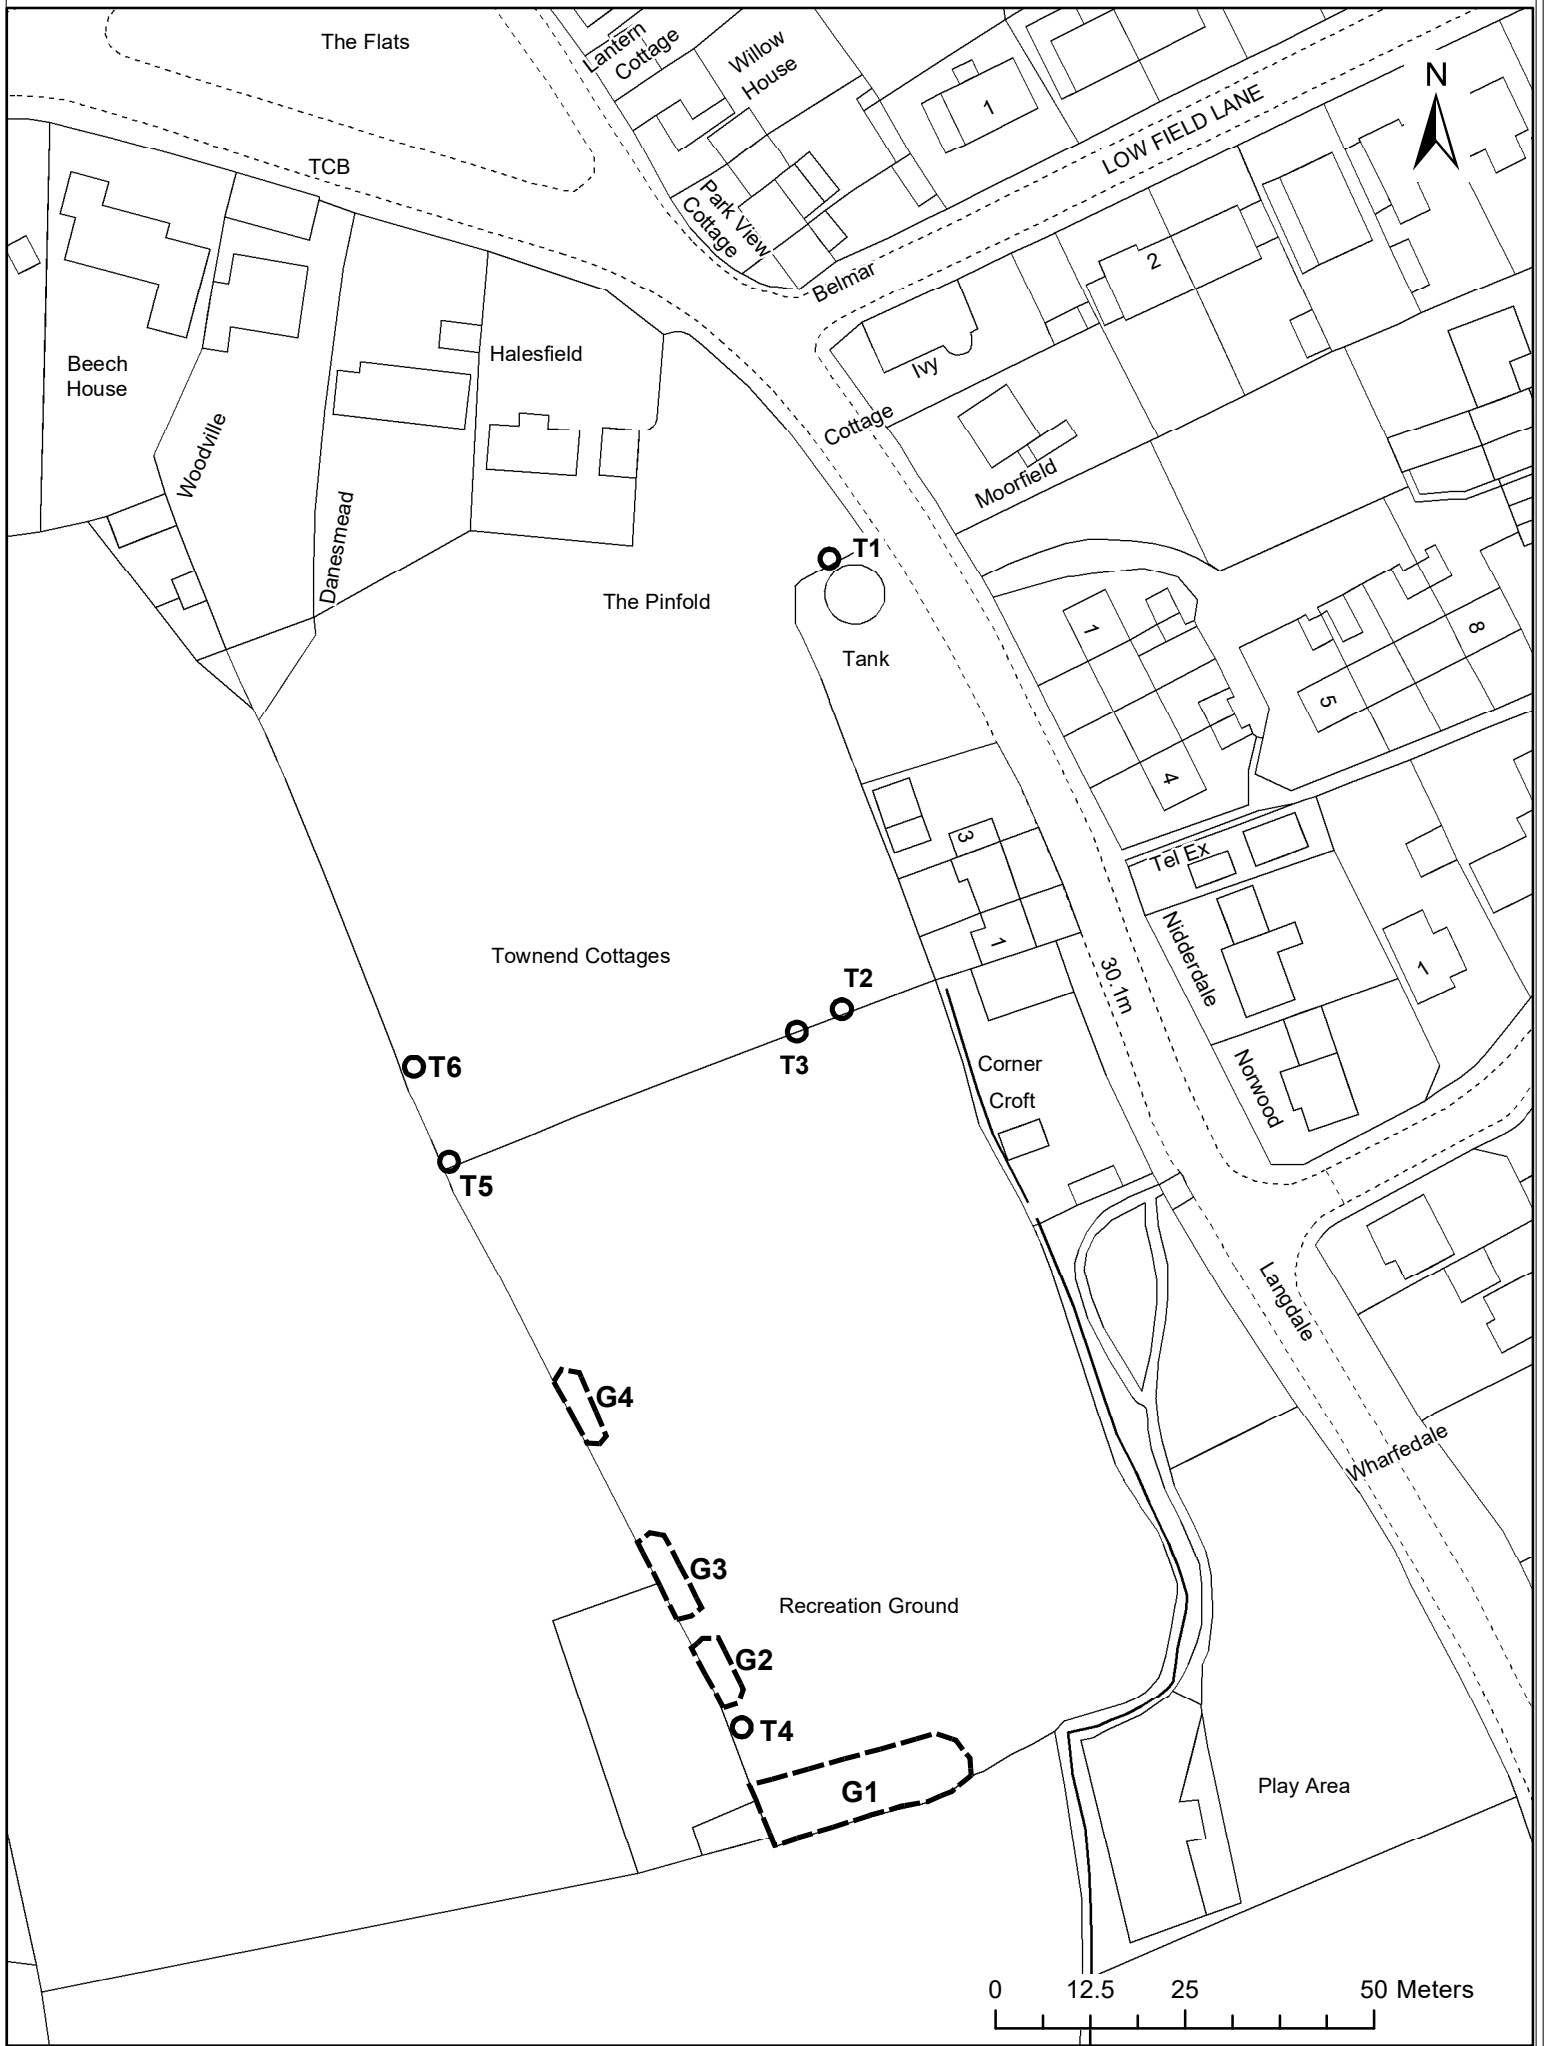 The Flats
Lantern
Cottage
Willow
House
1
N
LOW FIELD LANE
TCB
Park View
Cottage
Belmar
2
Beech
House
Halesfield
Ivy
Cottage
Woodville
Moorfield
Danesmead
T1
The Pinfold
Tank
1
8
5
4
3
Tel Ex
Townend Cottages
1
Nidderdale
1
30.1m
T2
T3
T6
Corner
Croft
Norwood
T5
Langdale
G4
Wharfedale
G3
Recreation Ground
G2
T4
G1
Play Area
0 12.5 25 50 Meters